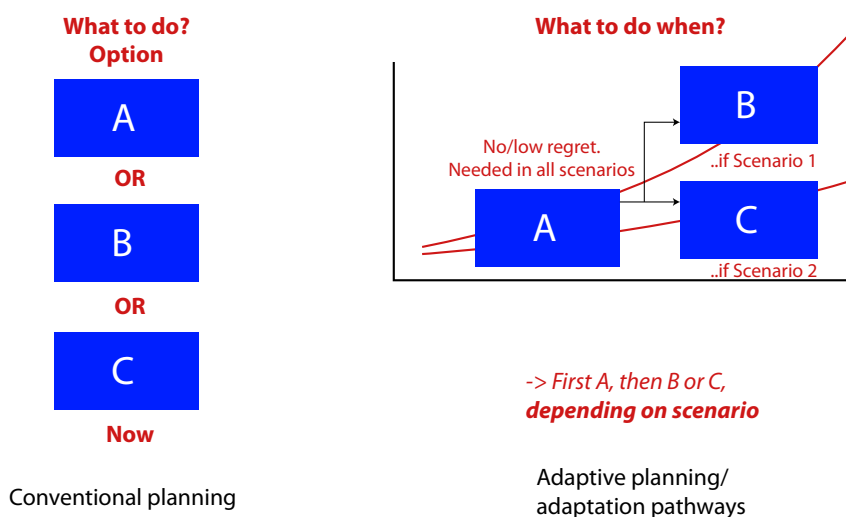 What to do?
Option
A
OR
B
OR
C
Now
Conventional planning
What to do when?
B
..if Scenario 1
No/low regret.
Needed in all scenarios
A
C
..if Scenario 2
-> First A, then B or C,
depending on scenario
Adaptive planning/
adaptation pathways